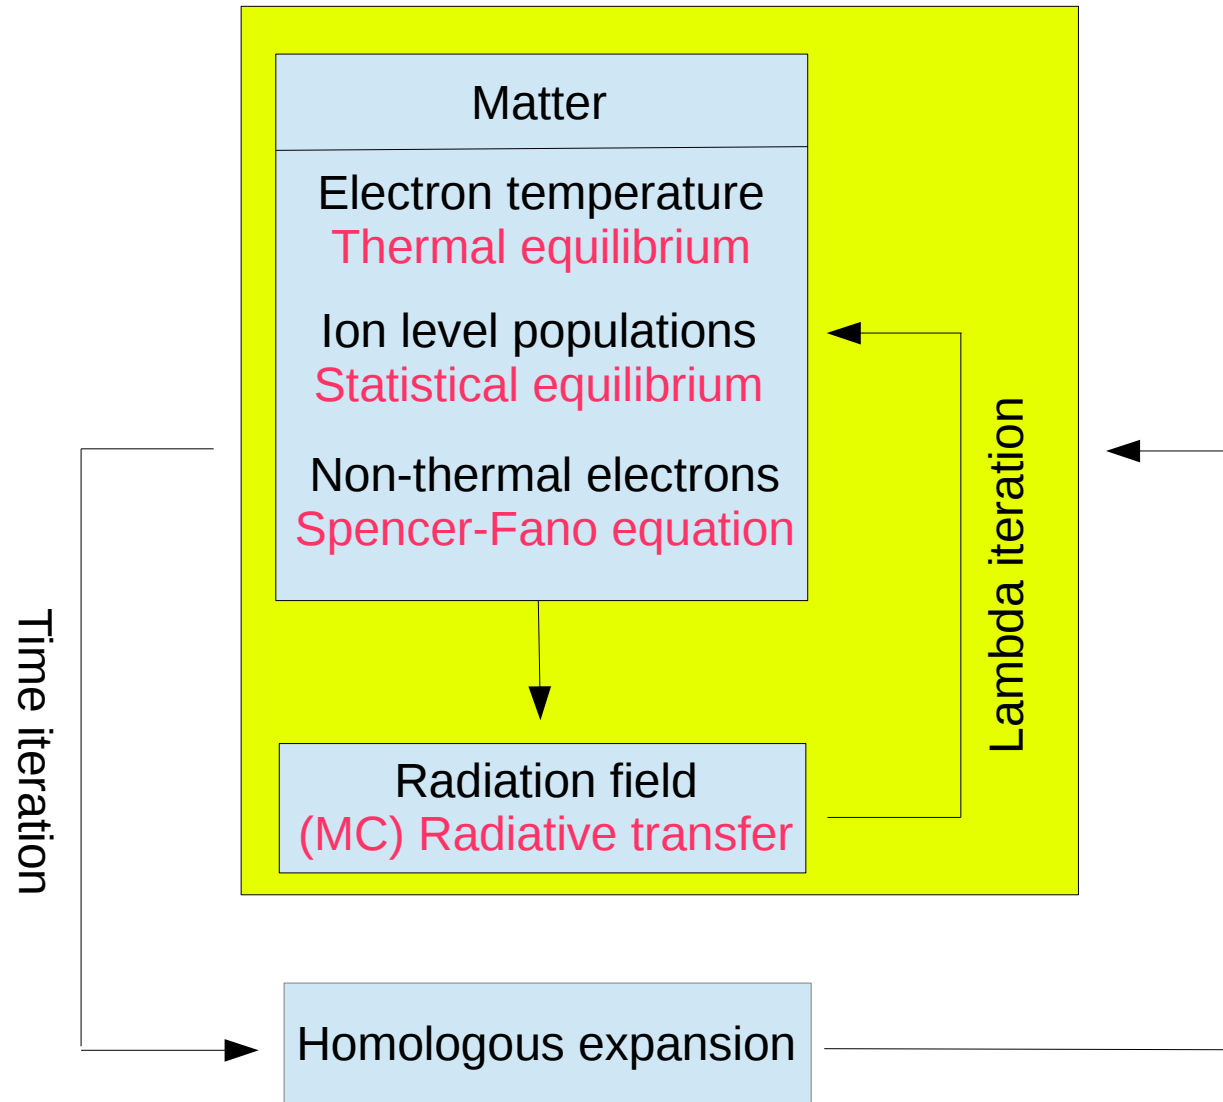 Matter
Electron temperature
Thermal equilibrium
Ion level populations
Statistical equilibrium
Non-thermal electrons
Spencer-Fano equation
Lambda iteration
Time iteration
Radiation field
(MC) Radiative transfer
Homologous expansion